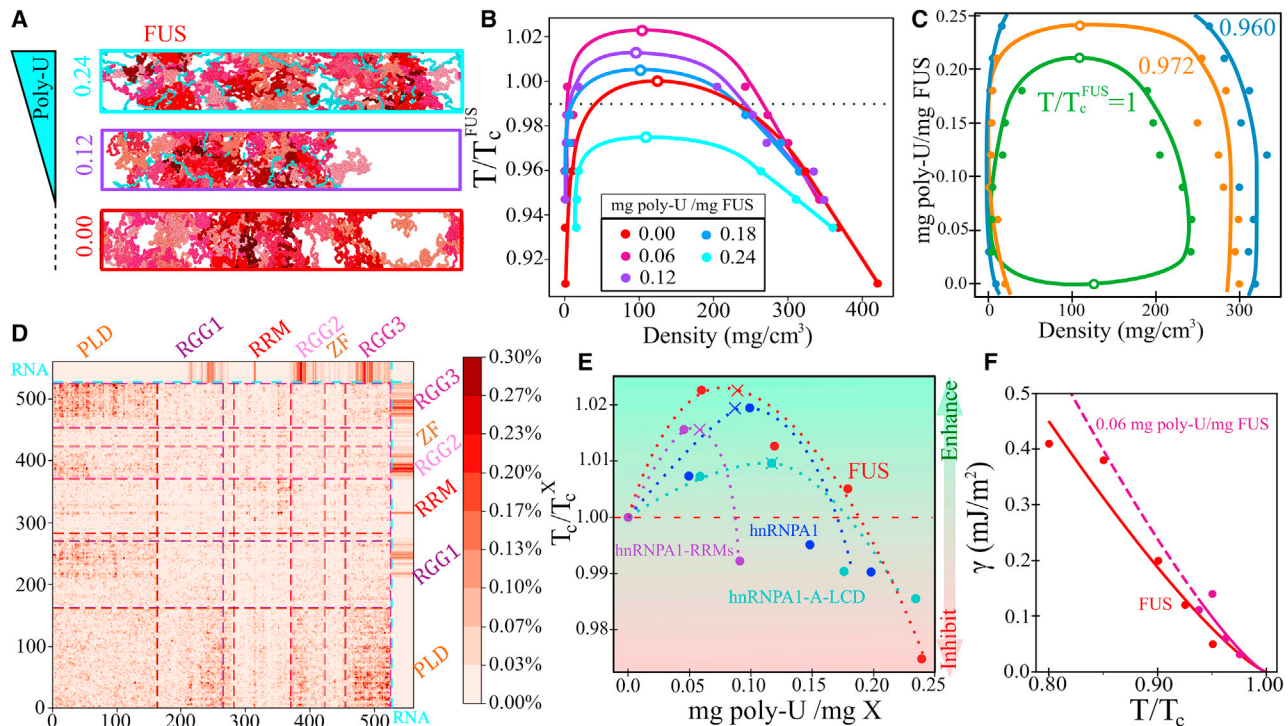 A
FUS
Poly-U
0.24
0.12
0.00
B
T/T_c^FUS
1.02
1.00
0.98
0.96
0.94
0.92
mg poly-U /mg FUS
0.00
0.18
0.06
0.24
0.12
0 100 200 300 400
Density (mg/cm³)
C
mg poly-U/mg FUS
0.25
0.20
0.15
0.10
0.05
0.0
0.960
0.972
T/T_c^FUS=1
0 100 200 300
Density (mg/cm³)
D
PLD RGG1 RRM RGG2 ZF RGG3
RNA
500
400
300
200
100
0
0 100 200 300 400 500
RNA
RGG3
ZF
RGG2
RRM
RGG1
PLD
0.30%
0.27%
0.23%
0.20%
0.17%
0.13%
0.10%
0.07%
0.03%
0.00%
E
T_c/T_c^X
1.02
1.01
1.00
0.99
0.98
FUS
hnRNPA1
hnRNPA1-RRMs
hnRNPA1-A-LCD
Enhance
Inhibit
0.0 0.05 0.10 0.15 0.20 0.25
mg poly-U /mg X
F
γ (mJ/m²)
0.5
0.4
0.3
0.2
0.1
0.0
0.06 mg poly-U/mg FUS
FUS
0.80 0.90 1.00
T/T_c